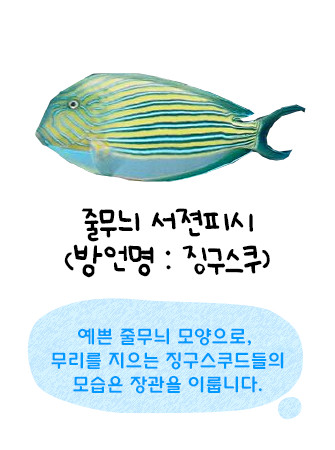 줄무늬 서젼피시
(방언명 : 징구스쿠)
예쁜 줄무늬 모양으로,
무리를 지으는 징구스쿠드들의
모습은 장관을 이룹니다.